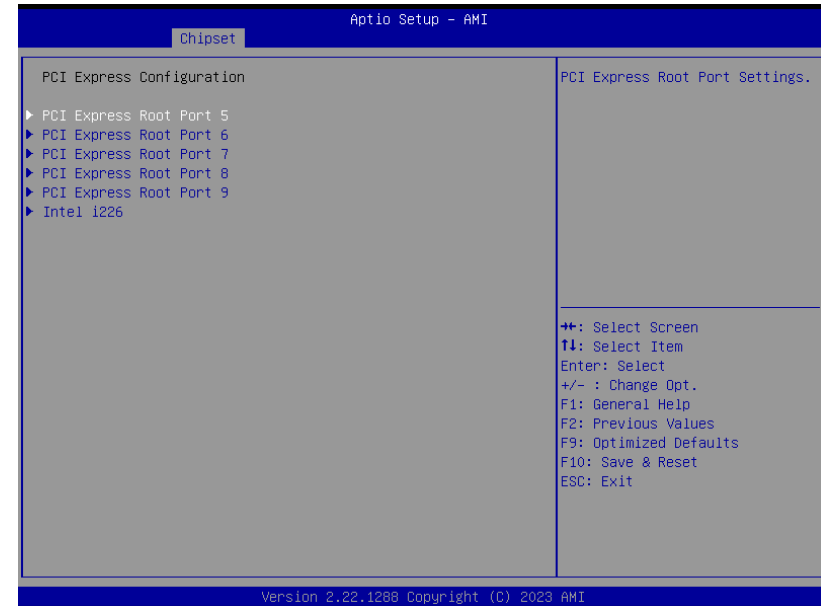 Aptio Setup – AMI
Chipset
PCI Express Configuration
PCI Express Root Port 5
PCI Express Root Port 6
PCI Express Root Port 7
PCI Express Root Port 8
PCI Express Root Port 9
Intel i226
PCI Express Root Port Settings.
→←: Select Screen
↑↓: Select Item
Enter: Select
+/- : Change Opt.
F1: General Help
F2: Previous Values
F9: Optimized Defaults
F10: Save & Reset
ESC: Exit
Version 2.22.1288 Copyright (C) 2023 AMI